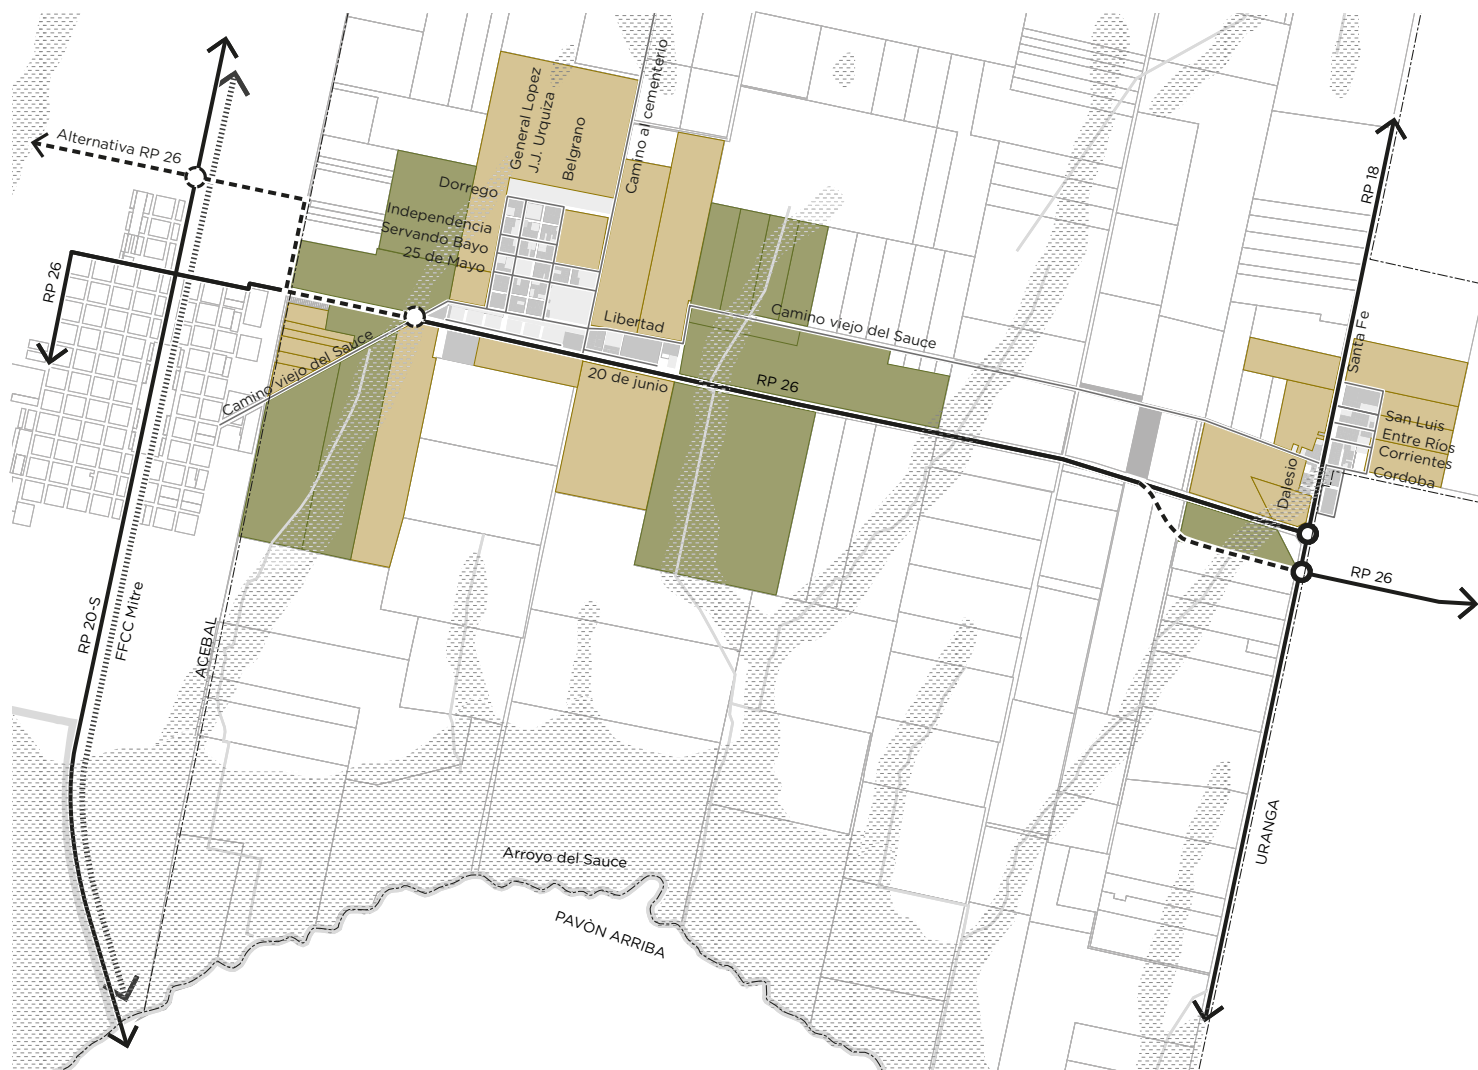 Alternativa RP 26
RP 26
Camino viejo del Sauce
RP 20-S
FFCC Mitre
ACEBAL
General Lopez
J.J. Urquiza
Belgrano
Camino al cementerio
Dorrego
Independencia
Servando Bayo
25 de Mayo
Libertad
20 de junio
Camino viejo del Sauce
RP 26
RP 18
Santa Fe
San Luis
Entre Ríos
Corrientes
Cordoba
Dalesio
RP 26
URANGA
Arroyo del Sauce
PAVÒN ARRIBA